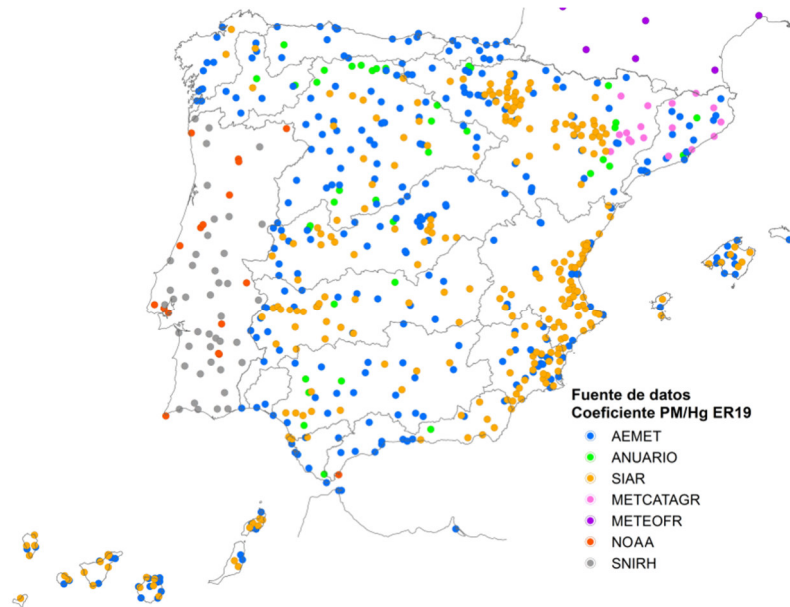 Fuente de datos
Coeficiente PM/Hg ER19
AEMET
ANUARIO
SIAR
METCATAGR
METEOFR
NOAA
SNIRH